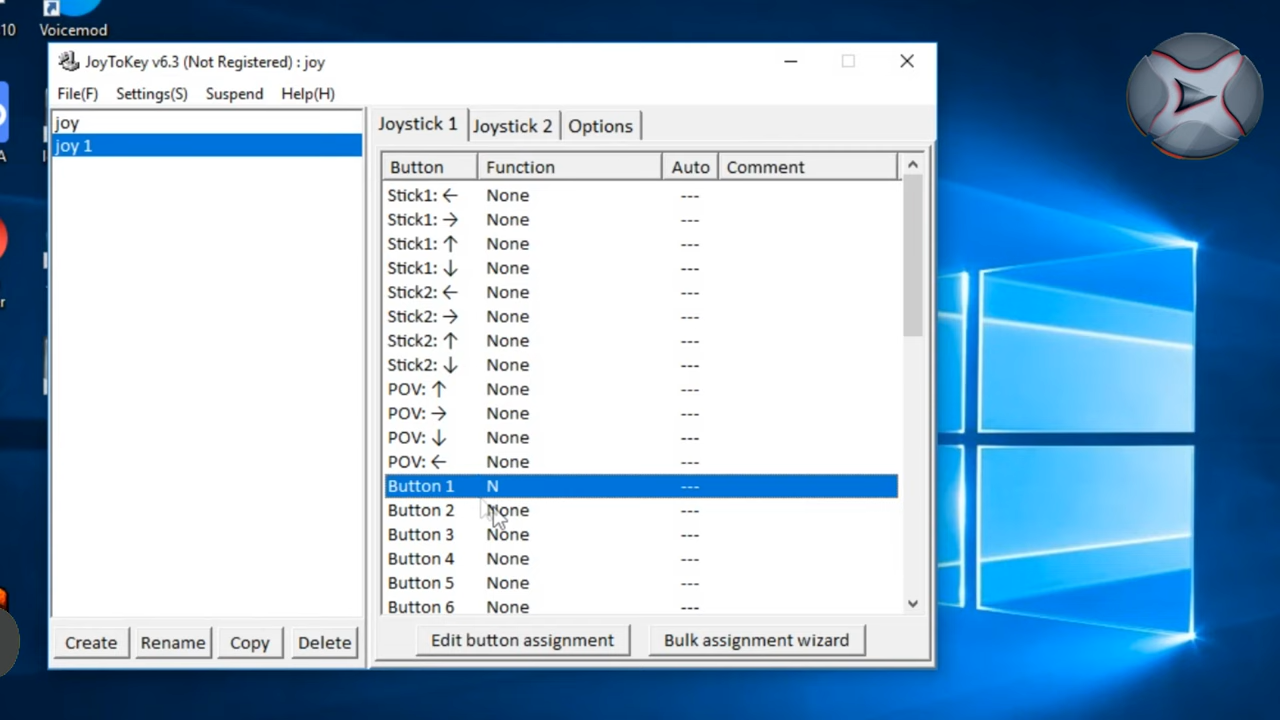 10
Voicemod
JoyToKey v6.3 (Not Registered) : joy
File(F) Settings(S) Suspend Help(H)
joy
joy 1
Joystick 1 Joystick 2 Options
Button Function Auto Comment
Stick1: ← None ---
Stick1: → None ---
Stick1: ↑ None ---
Stick1: ↓ None ---
Stick2: ← None ---
Stick2: → None ---
Stick2: ↑ None ---
Stick2: ↓ None ---
POV: ↑ None ---
POV: → None ---
POV: ↓ None ---
POV: ← None ---
Button 1 N ---
Button 2 None ---
Button 3 None ---
Button 4 None ---
Button 5 None ---
Button 6 None ---
Create Rename Copy Delete
Edit button assignment Bulk assignment wizard
A
r